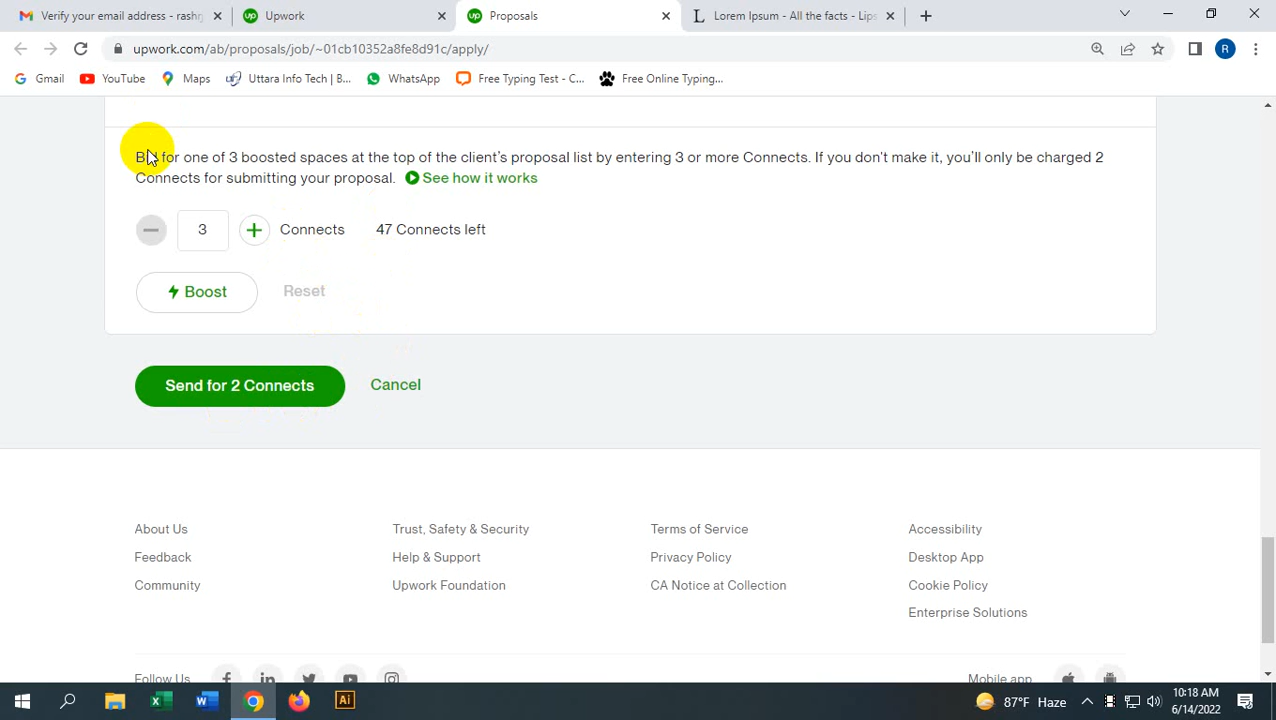 Verify your email address - rashr
Upwork
Proposals
Lorem Ipsum - All the facts - Lips
upwork.com/ab/proposals/job/~01cb10352a8fe8d91c/apply/
R
Gmail
YouTube
Maps
Uttara Info Tech | B...
WhatsApp
Free Typing Test - C...
Free Online Typing...
Bid for one of 3 boosted spaces at the top of the client's proposal list by entering 3 or more Connects. If you don't make it, you'll only be charged 2
Connects for submitting your proposal. See how it works
3 Connects 47 Connects left
Boost Reset
Send for 2 Connects Cancel
About Us Trust, Safety & Security Terms of Service Accessibility
Feedback Help & Support Privacy Policy Desktop App
Community Upwork Foundation CA Notice at Collection Cookie Policy
Enterprise Solutions
Follow Us Mobile app
87°F Haze
10:18 AM
6/14/2022